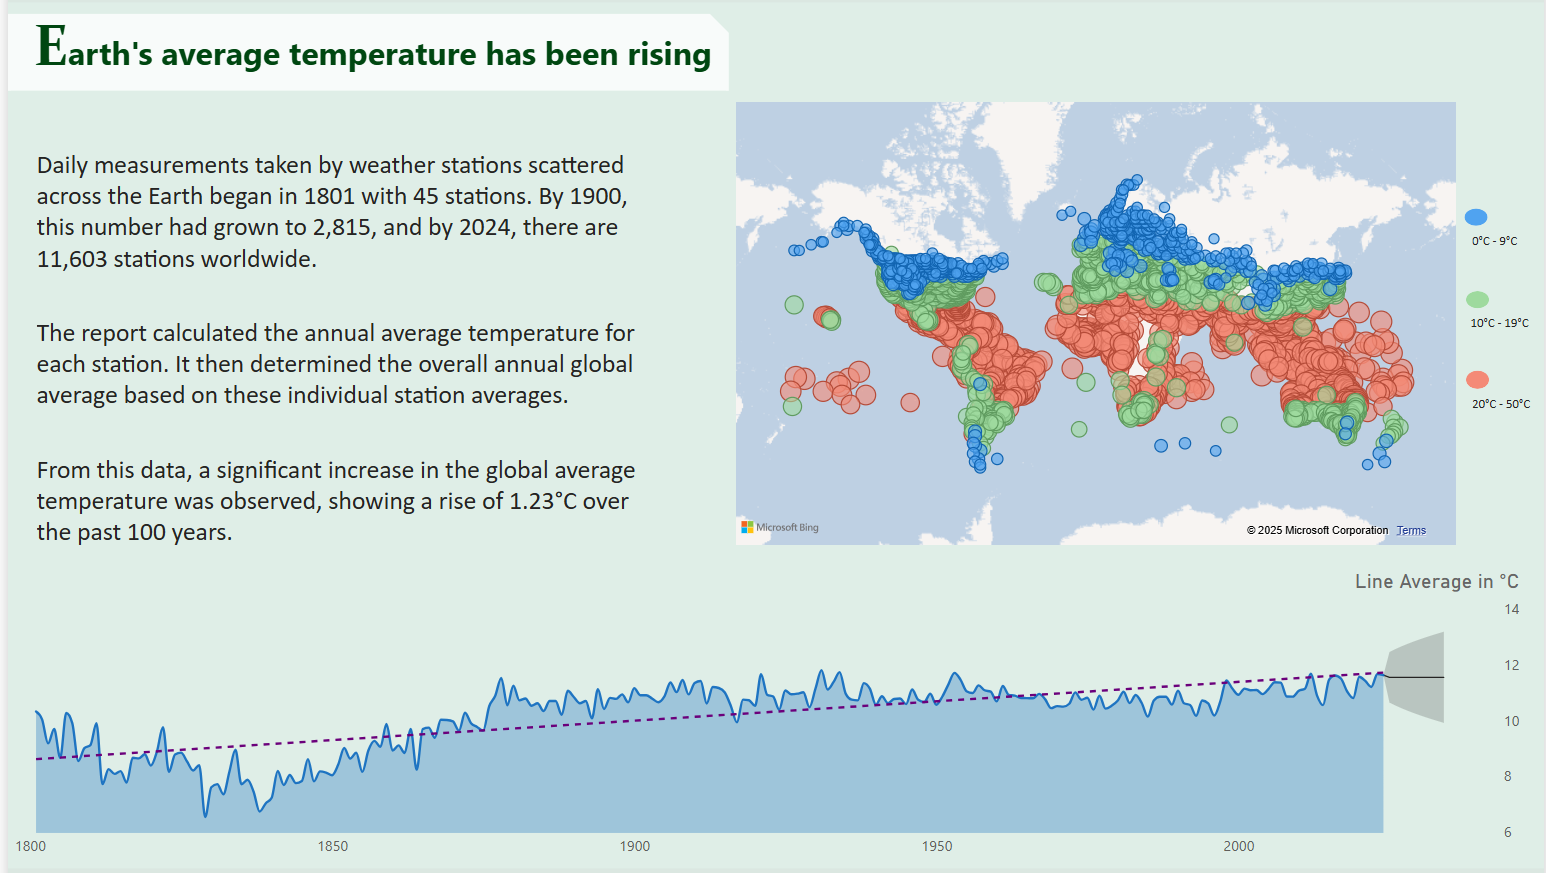 Earth's average temperature has been rising
Daily measurements taken by weather stations scattered
across the Earth began in 1801 with 45 stations. By 1900,
this number had grown to 2,815, and by 2024, there are
11,603 stations worldwide.
The report calculated the annual average temperature for
each station. It then determined the overall annual global
average based on these individual station averages.
From this data, a significant increase in the global average
temperature was observed, showing a rise of 1.23°C over
the past 100 years.
0°C - 9°C
10°C - 19°C
20°C - 50°C
Microsoft Bing
© 2025 Microsoft Corporation Terms
Line Average in °C
14
12
10
8
6
1800 1850 1900 1950 2000